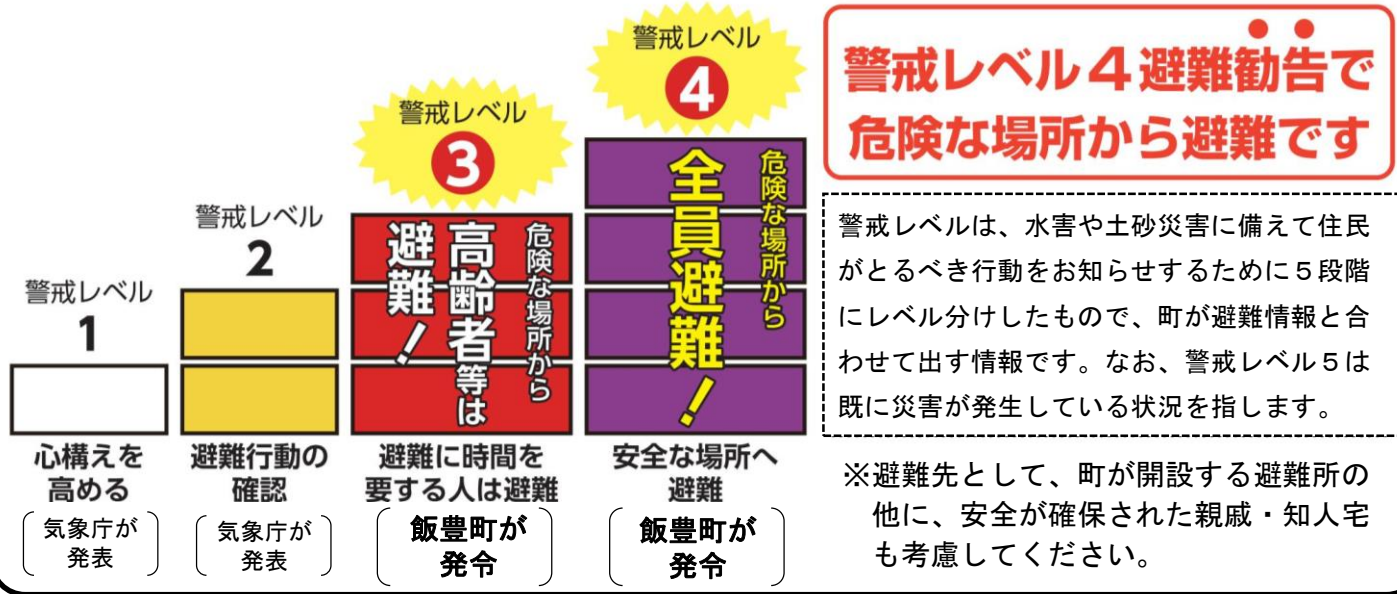 警戒レベル
1
心構えを
高める
気象庁が
発表
警戒レベル
2
避難行動の
確認
気象庁が
発表
警戒レベル
3
危険な場所から
高齢者等は
避難！
避難に時間を
要する人は避難
飯豊町が
発令
警戒レベル
4
危険な場所から
全員避難！
安全な場所へ
避難
飯豊町が
発令
警戒レベル４避難勧告で
危険な場所から避難です
警戒レベルは、水害や土砂災害に備えて住民
がとるべき行動をお知らせするために５段階
にレベル分けしたもので、町が避難情報と合
わせて出す情報です。なお、警戒レベル５は
既に災害が発生している状況を指します。
※避難先として、町が開設する避難所の
他に、安全が確保された親戚・知人宅
も考慮してください。